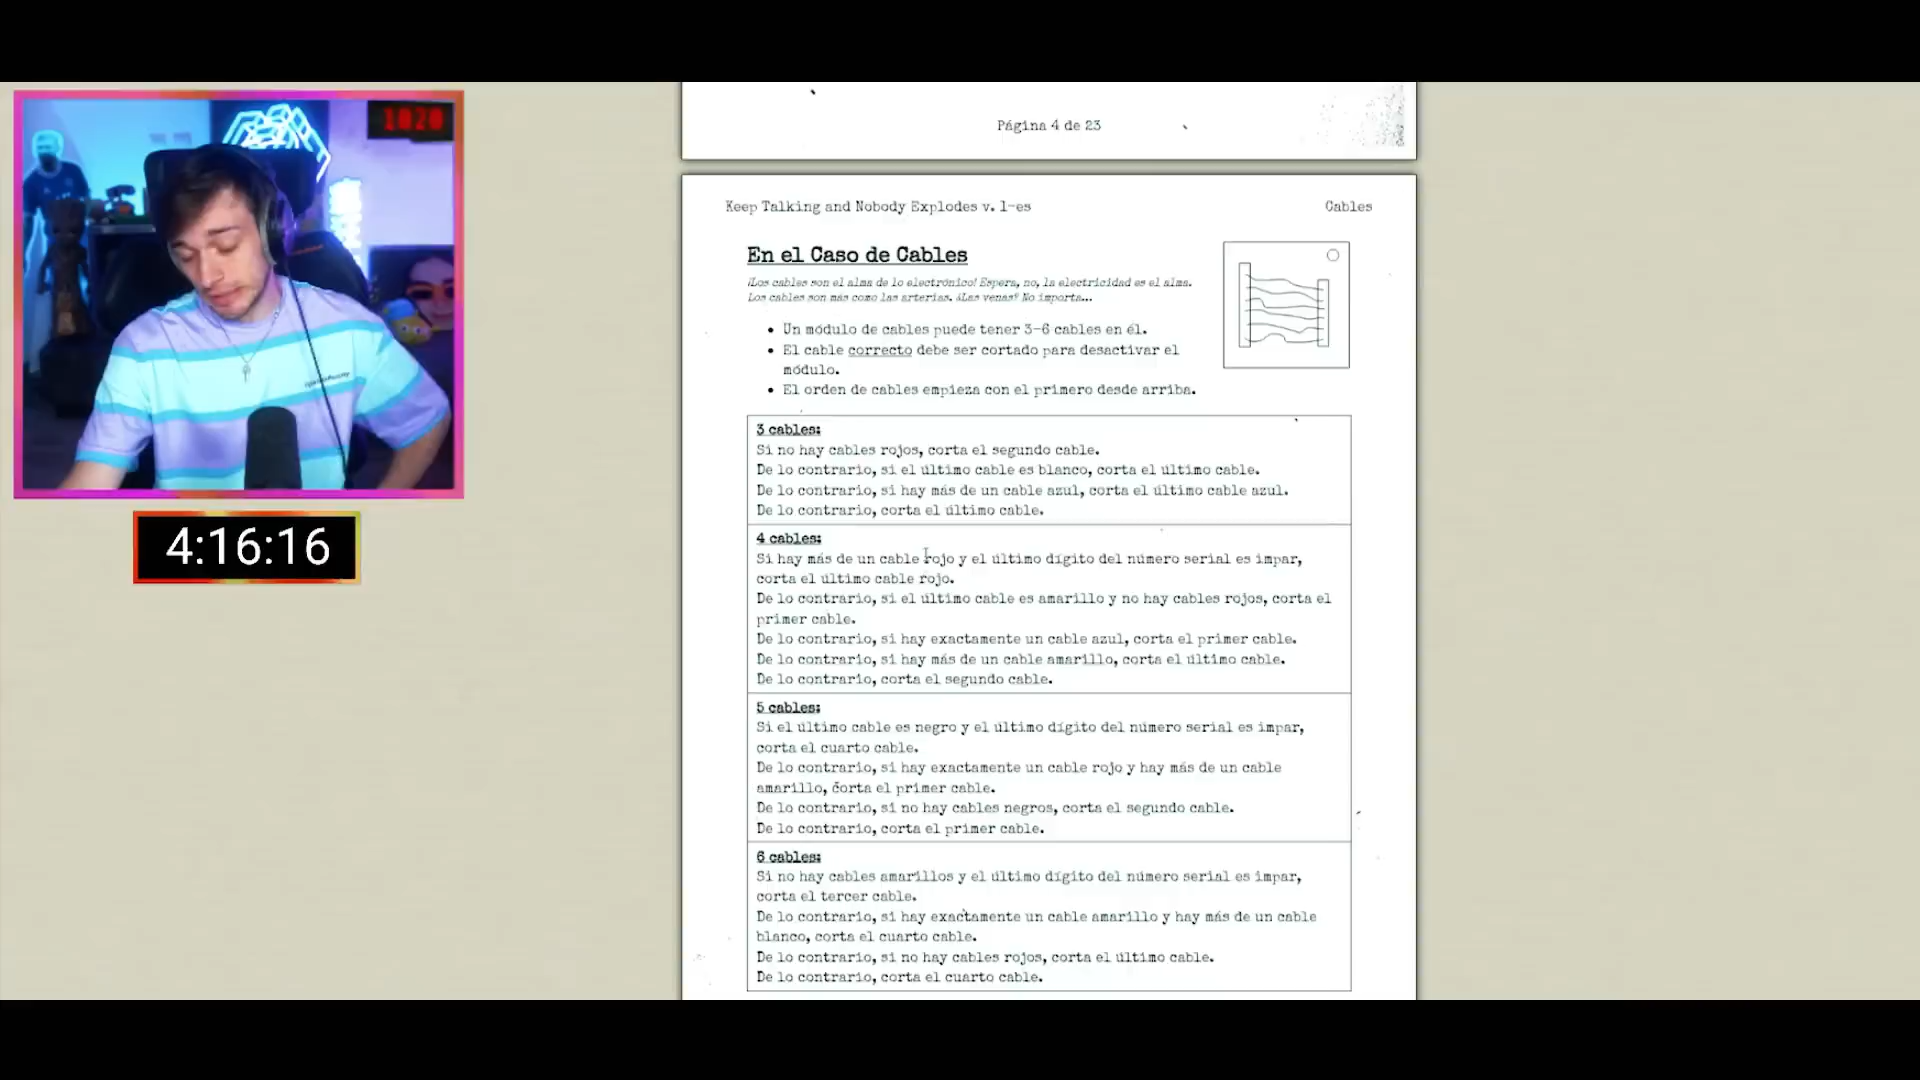 1020
4:16:16
Página 4 de 23
Keep Talking and Nobody Explodes v. 1-es
Cables
En el Caso de Cables
¡Los cables son el alma de lo electrónico! Espera, no, la electricidad es el alma.
Los cables son más como las arterias. ¿Las venas? No importa...
• Un módulo de cables puede tener 3-6 cables en él.
• El cable correcto debe ser cortado para desactivar el
módulo.
• El orden de cables empieza con el primero desde arriba.
3 cables:
Si no hay cables rojos, corta el segundo cable.
De lo contrario, si el último cable es blanco, corta el último cable.
De lo contrario, si hay más de un cable azul, corta el último cable azul.
De lo contrario, corta el último cable.
4 cables:
Si hay más de un cable rojo y el último dígito del número serial es impar,
corta el último cable rojo.
De lo contrario, si el último cable es amarillo y no hay cables rojos, corta el
primer cable.
De lo contrario, si hay exactamente un cable azul, corta el primer cable.
De lo contrario, si hay más de un cable amarillo, corta el último cable.
De lo contrario, corta el segundo cable.
5 cables:
Si el último cable es negro y el último dígito del número serial es impar,
corta el cuarto cable.
De lo contrario, si hay exactamente un cable rojo y hay más de un cable
amarillo, corta el primer cable.
De lo contrario, si no hay cables negros, corta el segundo cable.
De lo contrario, corta el primer cable.
6 cables:
Si no hay cables amarillos y el último dígito del número serial es impar,
corta el tercer cable.
De lo contrario, si hay exactamente un cable amarillo y hay más de un cable
blanco, corta el cuarto cable.
De lo contrario, si no hay cables rojos, corta el último cable.
De lo contrario, corta el cuarto cable.